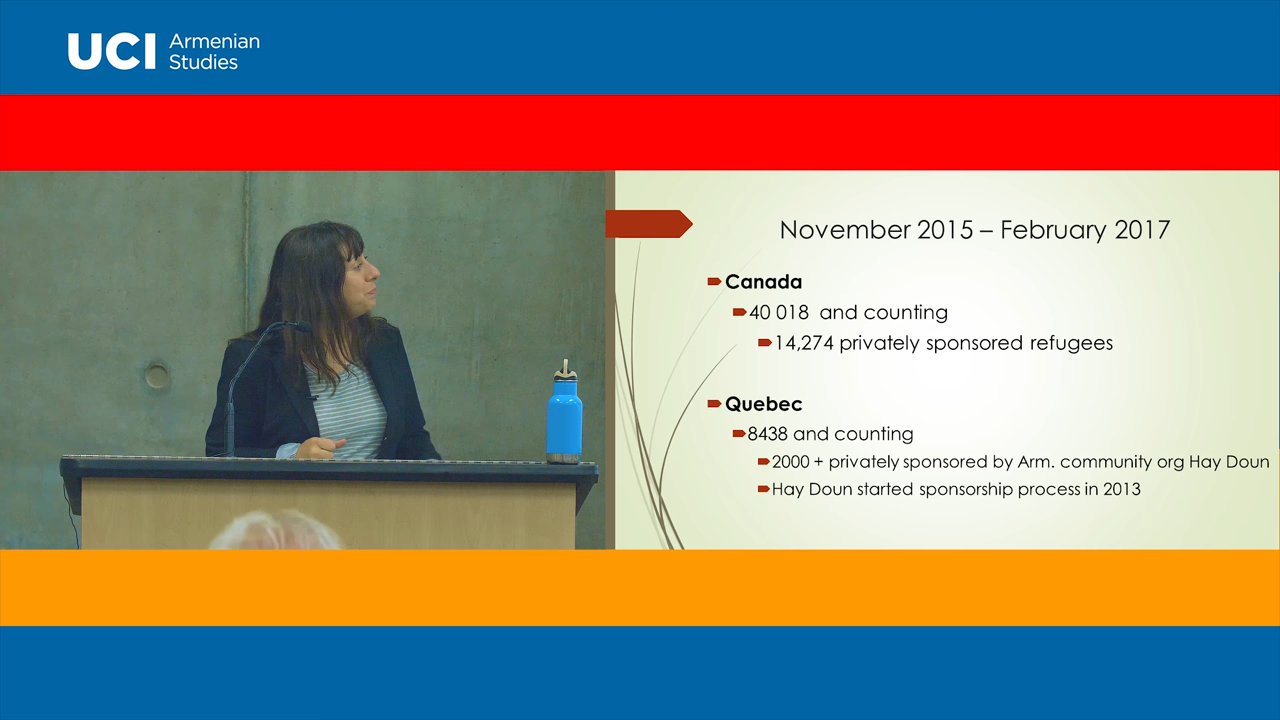 UCI Armenian
Studies
November 2015 – February 2017
Canada
40 018 and counting
14,274 privately sponsored refugees
Quebec
8438 and counting
2000 + privately sponsored by Arm. community org Hay Doun
Hay Doun started sponsorship process in 2013